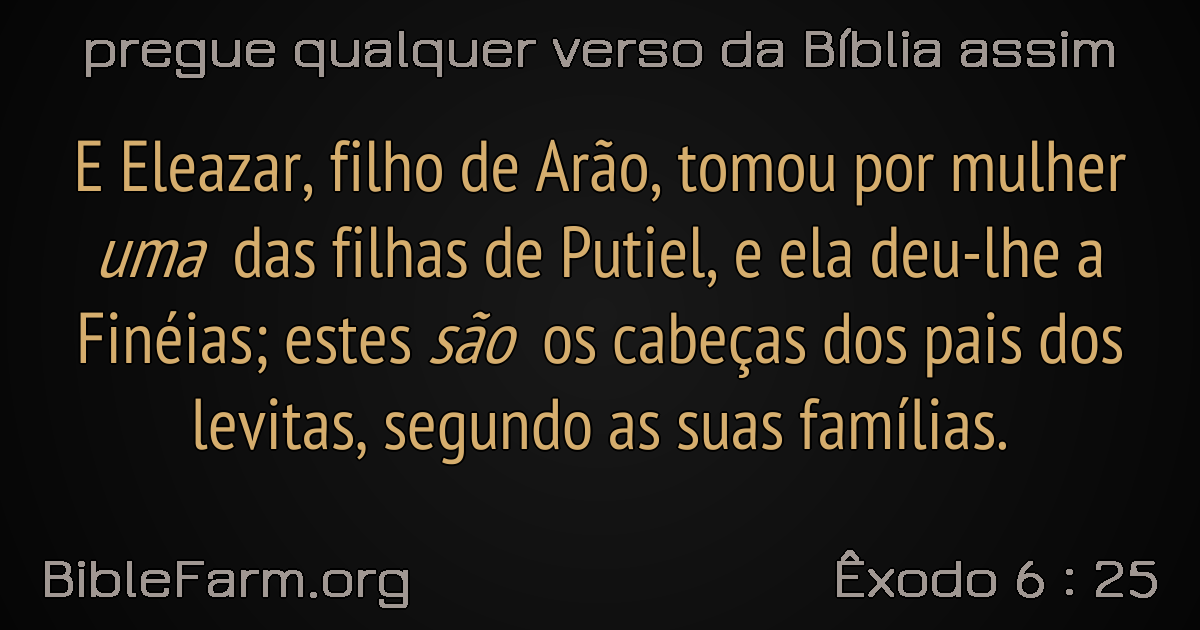 pregue qualquer verso da Bíblia assim
E Eleazar, filho de Arão, tomou por mulher
uma das filhas de Putiel, e ela deu-lhe a
Finéias; estes são os cabeças dos pais dos
levitas, segundo as suas famílias.
BibleFarm.org
Êxodo 6 : 25